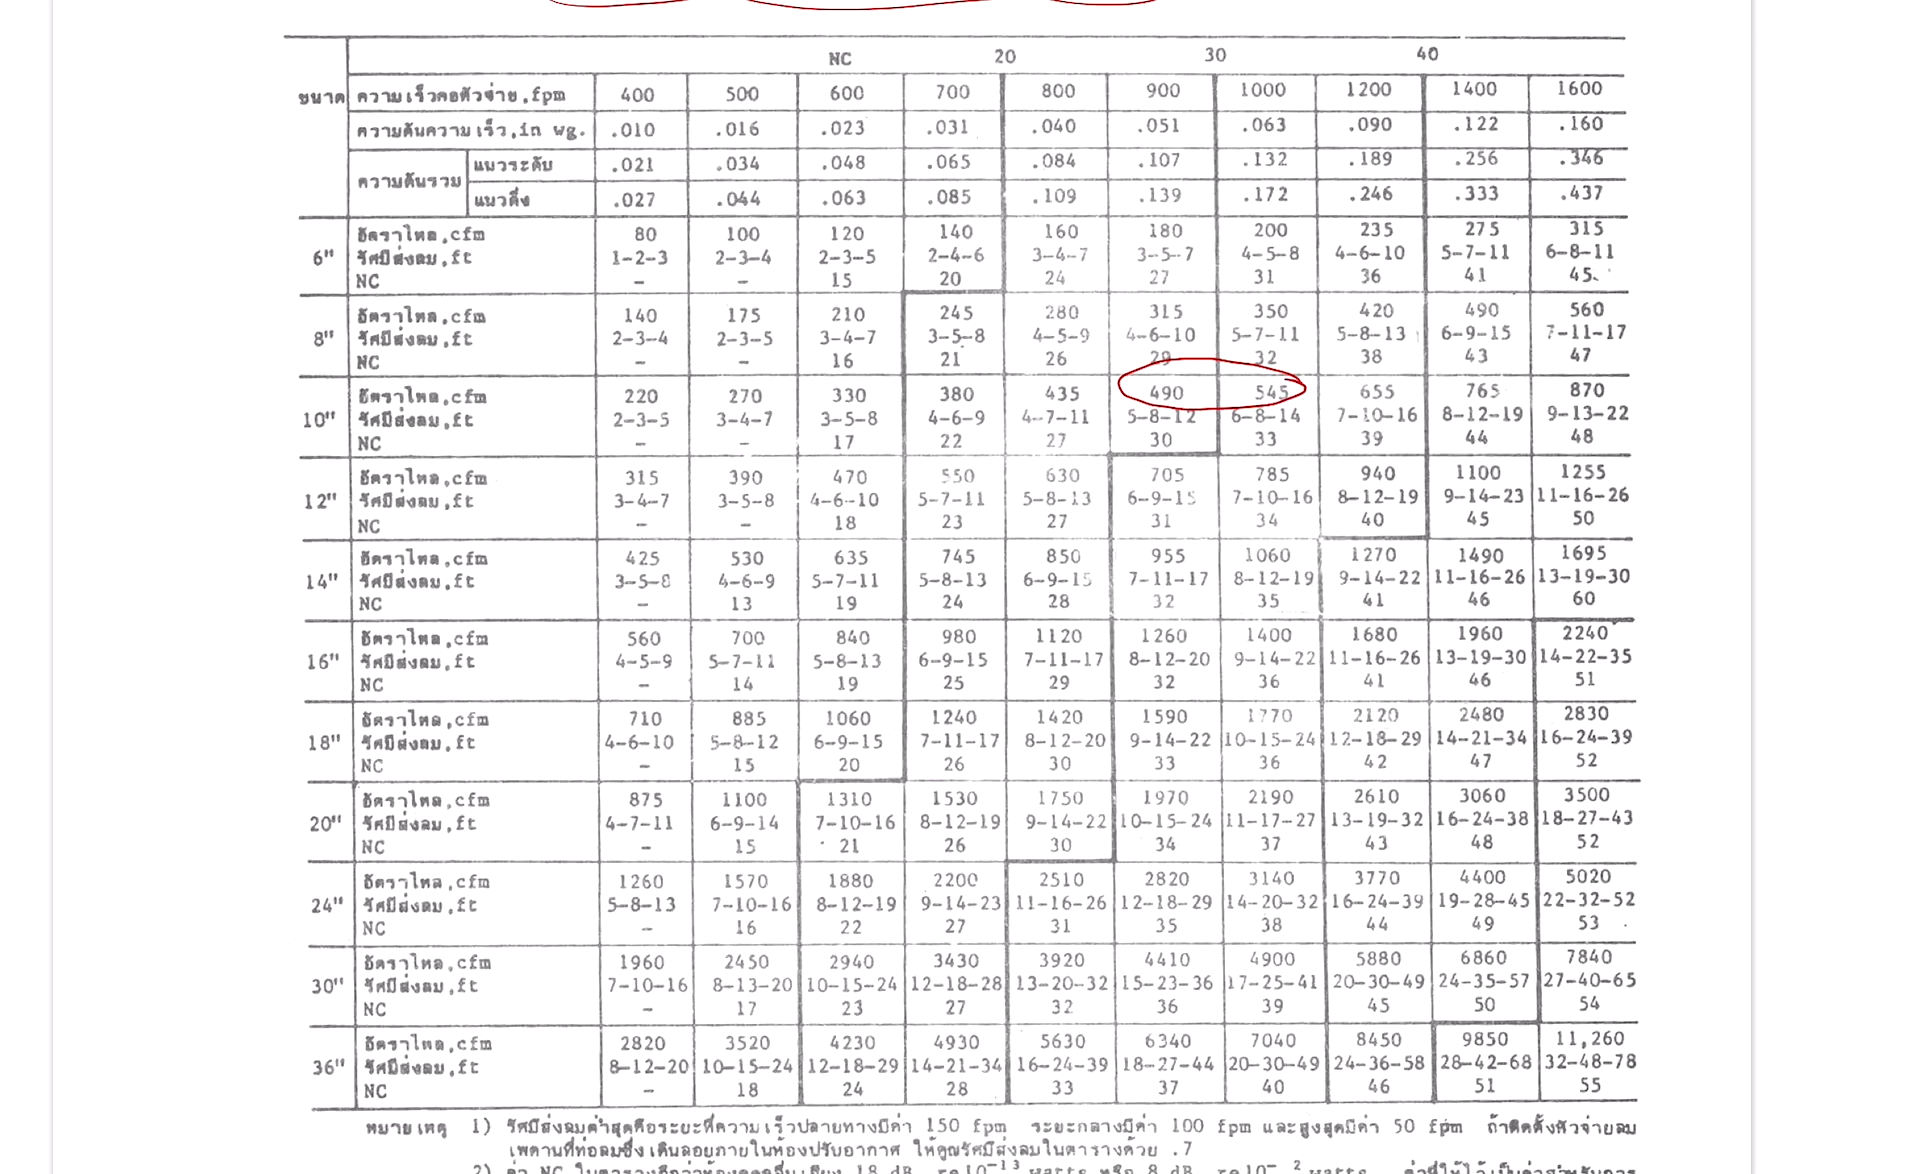 NC 20 30 40
ขนาด ความเร็วคอหัวจ่าย,fpm 400 500 600 700 800 900 1000 1200 1400 1600
ความดันความเร็ว,in wg. .010 .016 .023 .031 .040 .051 .063 .090 .122 .160
ความดันรวม แนวระดับ .021 .034 .048 .065 .084 .107 .132 .189 .256 .346
แนวดิ่ง .027 .044 .063 .085 .109 .139 .172 .246 .333 .437
6" อัตราไหล,cfm 80 100 120 140 160 180 200 235 275 315
รัศมีส่งลม,ft 1-2-3 2-3-4 2-3-5 2-4-6 3-4-7 3-5-7 4-5-8 4-6-10 5-7-11 6-8-11
NC - - 15 20 24 27 31 36 41 45
8" อัตราไหล,cfm 140 175 210 245 280 315 350 420 490 560
รัศมีส่งลม,ft 2-3-4 2-3-5 3-4-7 3-5-8 4-5-9 4-6-10 5-7-11 5-8-13 6-9-15 7-11-17
NC - - 16 21 26 29 32 38 43 47
10" อัตราไหล,cfm 220 270 330 380 435 490 545 655 765 870
รัศมีส่งลม,ft 2-3-5 3-4-7 3-5-8 4-6-9 4-7-11 5-8-12 6-8-14 7-10-16 8-12-19 9-13-22
NC - - 17 22 27 30 33 39 44 48
12" อัตราไหล,cfm 315 390 470 550 630 705 785 940 1100 1255
รัศมีส่งลม,ft 3-4-7 3-5-8 4-6-10 5-7-11 5-8-13 6-9-15 7-10-16 8-12-19 9-14-23 11-16-26
NC - - 18 23 27 31 34 40 45 50
14" อัตราไหล,cfm 425 530 635 745 850 955 1060 1270 1490 1695
รัศมีส่งลม,ft 3-5-8 4-6-9 5-7-11 5-8-13 6-9-15 7-11-17 8-12-19 9-14-22 11-16-26 13-19-30
NC - 13 19 24 28 32 35 41 46 60
16" อัตราไหล,cfm 560 700 840 980 1120 1260 1400 1680 1960 2240
รัศมีส่งลม,ft 4-5-9 5-7-11 5-8-13 6-9-15 7-11-17 8-12-20 9-14-22 11-16-26 13-19-30 14-22-35
NC - 14 19 25 29 32 36 41 46 51
18" อัตราไหล,cfm 710 885 1060 1240 1420 1590 1770 2120 2480 2830
รัศมีส่งลม,ft 4-6-10 5-8-12 6-9-15 7-11-17 8-12-20 9-14-22 10-15-24 12-18-29 14-21-34 16-24-39
NC - 15 20 26 30 33 36 42 47 52
20" อัตราไหล,cfm 875 1100 1310 1530 1750 1970 2190 2610 3060 3500
รัศมีส่งลม,ft 4-7-11 6-9-14 7-10-16 8-12-19 9-14-22 10-15-24 11-17-27 13-19-32 16-24-38 18-27-43
NC - 15 21 26 30 34 37 43 48 52
24" อัตราไหล,cfm 1260 1570 1880 2200 2510 2820 3140 3770 4400 5020
รัศมีส่งลม,ft 5-8-13 7-10-16 8-12-19 9-14-23 11-16-26 12-18-29 14-20-32 16-24-39 19-28-45 22-32-52
NC - 16 22 27 31 35 38 44 49 53
30" อัตราไหล,cfm 1960 2450 2940 3430 3920 4410 4900 5880 6860 7840
รัศมีส่งลม,ft 7-10-16 8-13-20 10-15-24 12-18-28 13-20-32 15-23-36 17-25-41 20-30-49 24-35-57 27-40-65
NC - 17 23 27 32 36 39 45 50 54
36" อัตราไหล,cfm 2820 3520 4230 4930 5630 6340 7040 8450 9850 11,260
รัศมีส่งลม,ft 8-12-20 10-15-24 12-18-29 14-21-34 16-24-39 18-27-44 20-30-49 24-36-58 28-42-68 32-48-78
NC - 18 24 28 33 37 40 46 51 55
หมายเหตุ 1) รัศมีส่งลมต่ำสุดคือระยะที่ความเร็วปลายทางมีค่า 150 fpm ระยะกลางมีค่า 100 fpm และสูงสุดมีค่า 50 fpm ถ้าติดตั้งหัวจ่ายลม
เพดานที่ท่อลมซึ่งเดินลอยภายในห้องปรับอากาศ ให้คูณรัศมีส่งลมในตารางด้วย .7